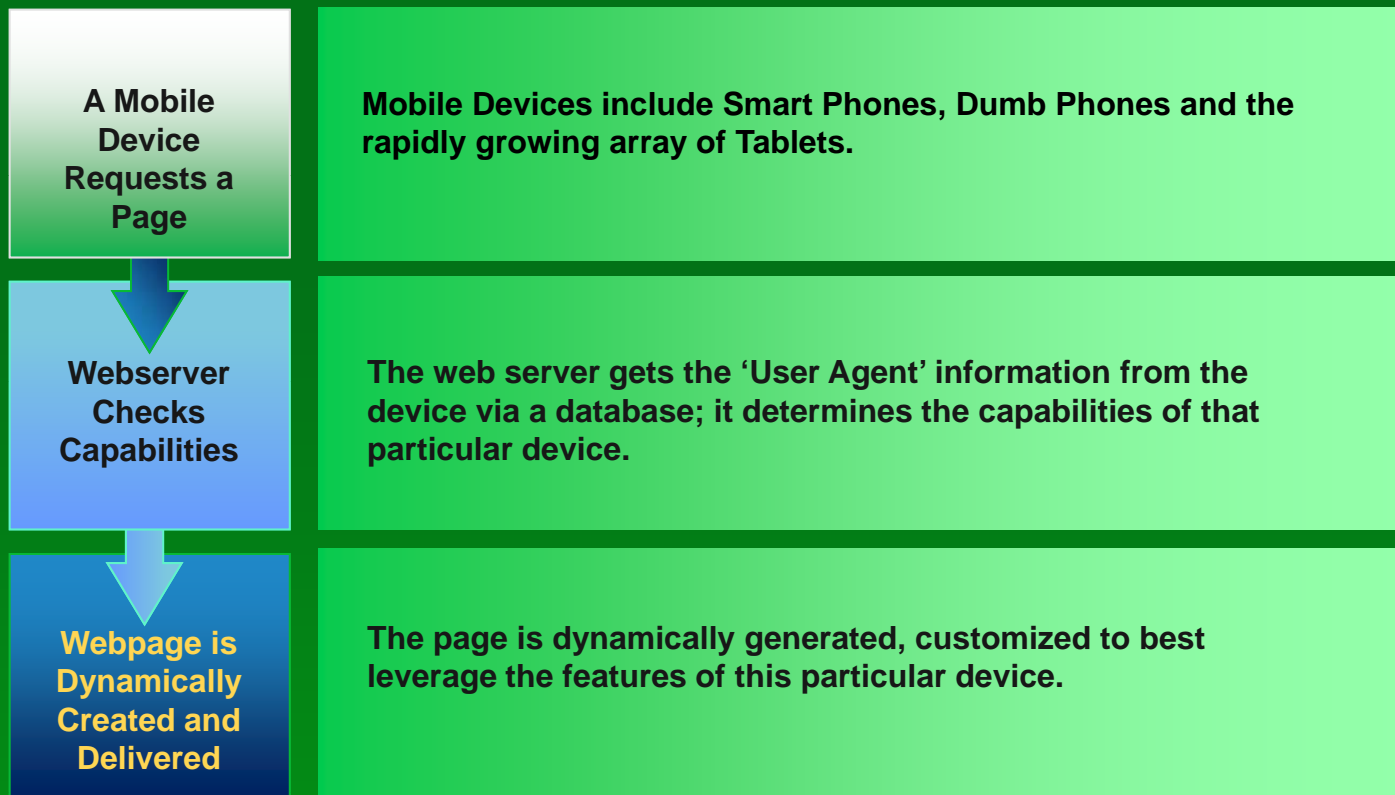 A Mobile
Device
Requests a
Page
Mobile Devices include Smart Phones, Dumb Phones and the
rapidly growing array of Tablets.
Webserver
Checks
Capabilities
The web server gets the ‘User Agent’ information from the
device via a database; it determines the capabilities of that
particular device.
Webpage is
Dynamically
Created and
Delivered
The page is dynamically generated, customized to best
leverage the features of this particular device.